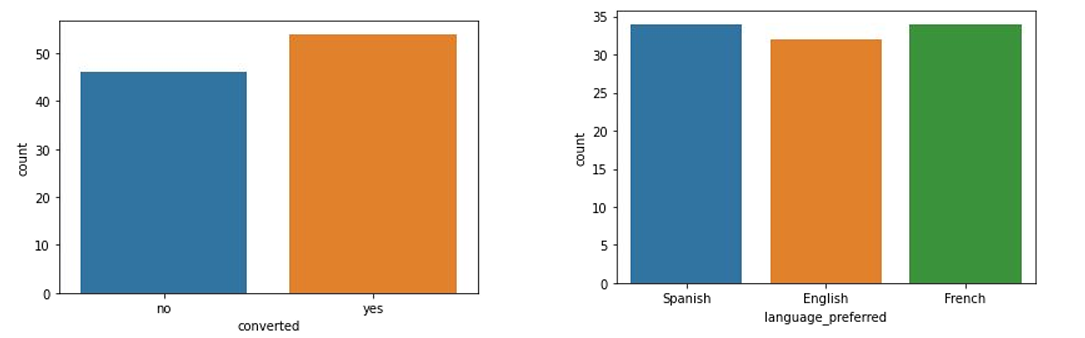 50
40
30
20
10
0
count
no yes
converted
35
30
25
20
15
10
5
0
count
Spanish English French
language_preferred